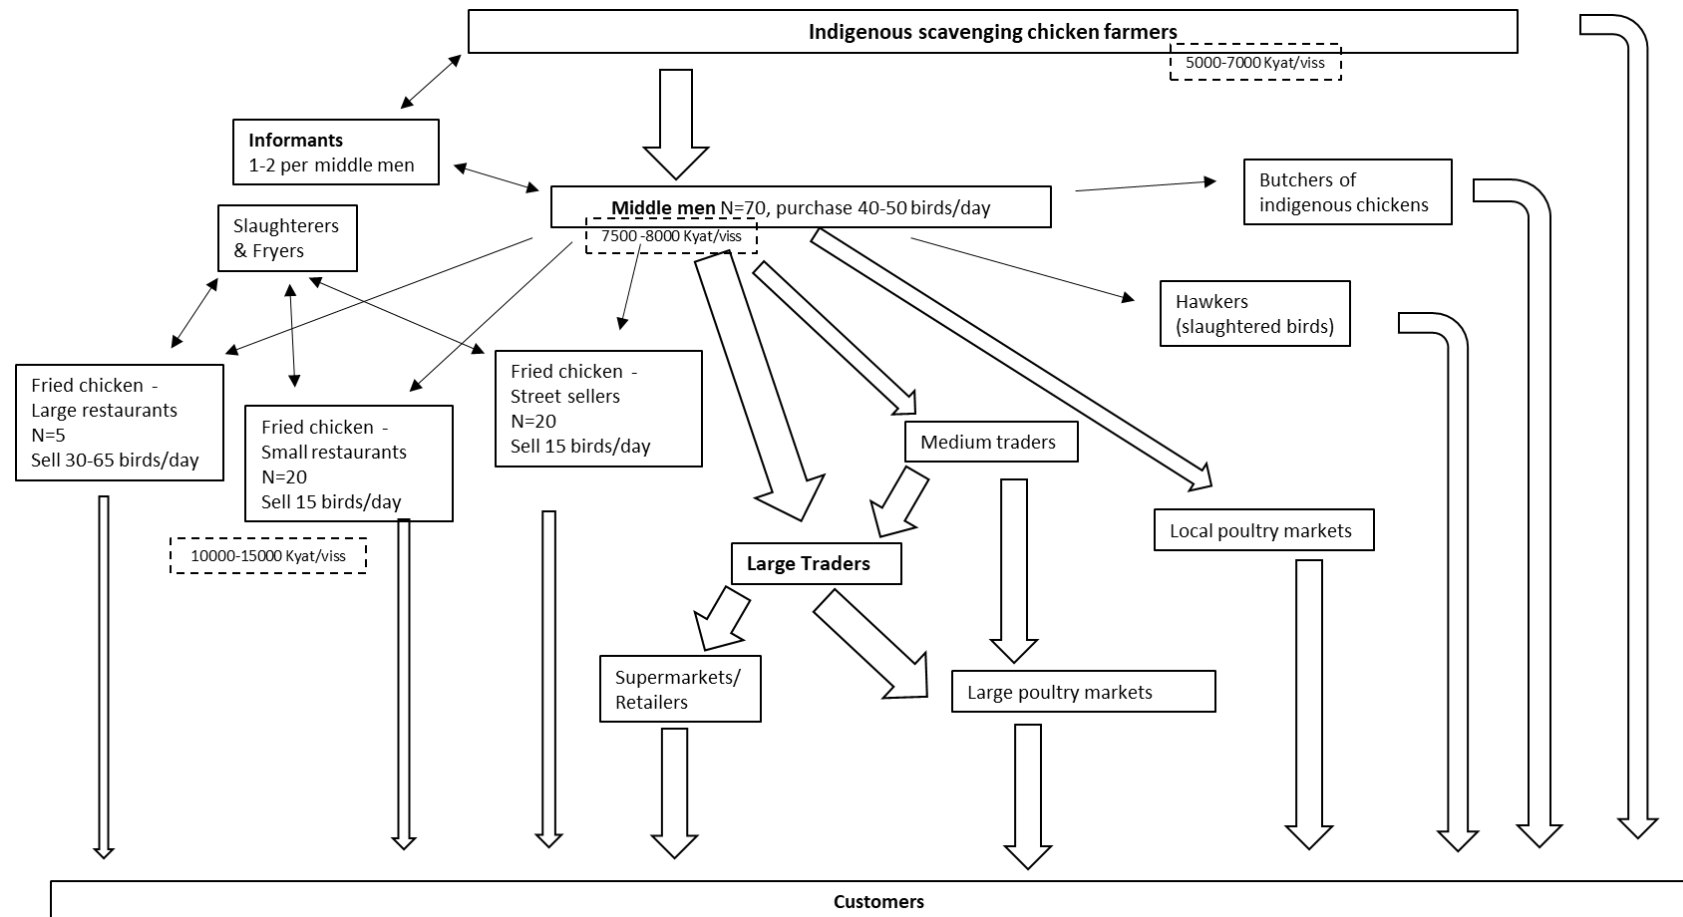 Indigenous scavenging chicken farmers
5000-7000 Kyat/viss
Informants
1-2 per middle men
Butchers of
indigenous chickens
Middle men N=70, purchase 40-50 birds/day
7500 -8000 Kyat/viss
Slaughterers
& Fryers
Hawkers
(slaughtered birds)
Fried chicken -
Large restaurants
N=5
Sell 30-65 birds/day
Fried chicken -
Small restaurants
N=20
Sell 15 birds/day
Fried chicken -
Street sellers
N=20
Sell 15 birds/day
Medium traders
Local poultry markets
10000-15000 Kyat/viss
Large Traders
Supermarkets/
Retailers
Large poultry markets
Customers